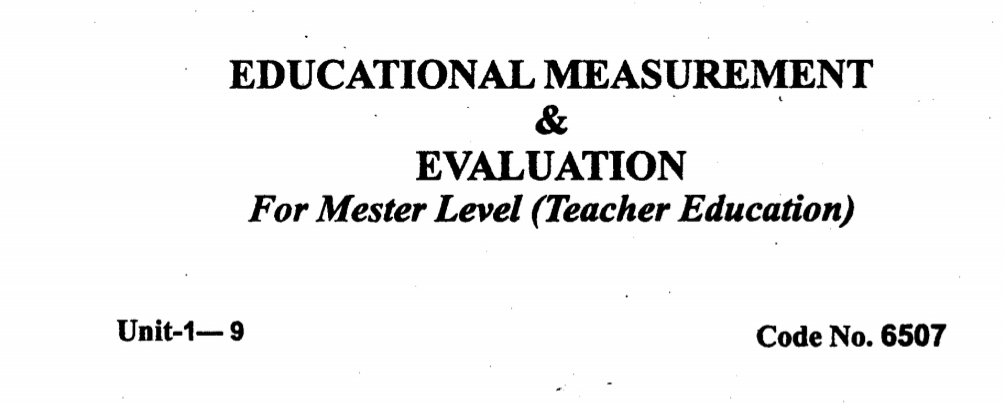 EDUCATIONAL MEASUREMENT
&
EVALUATION
For Mester Level (Teacher Education)
Unit-1— 9
Code No. 6507